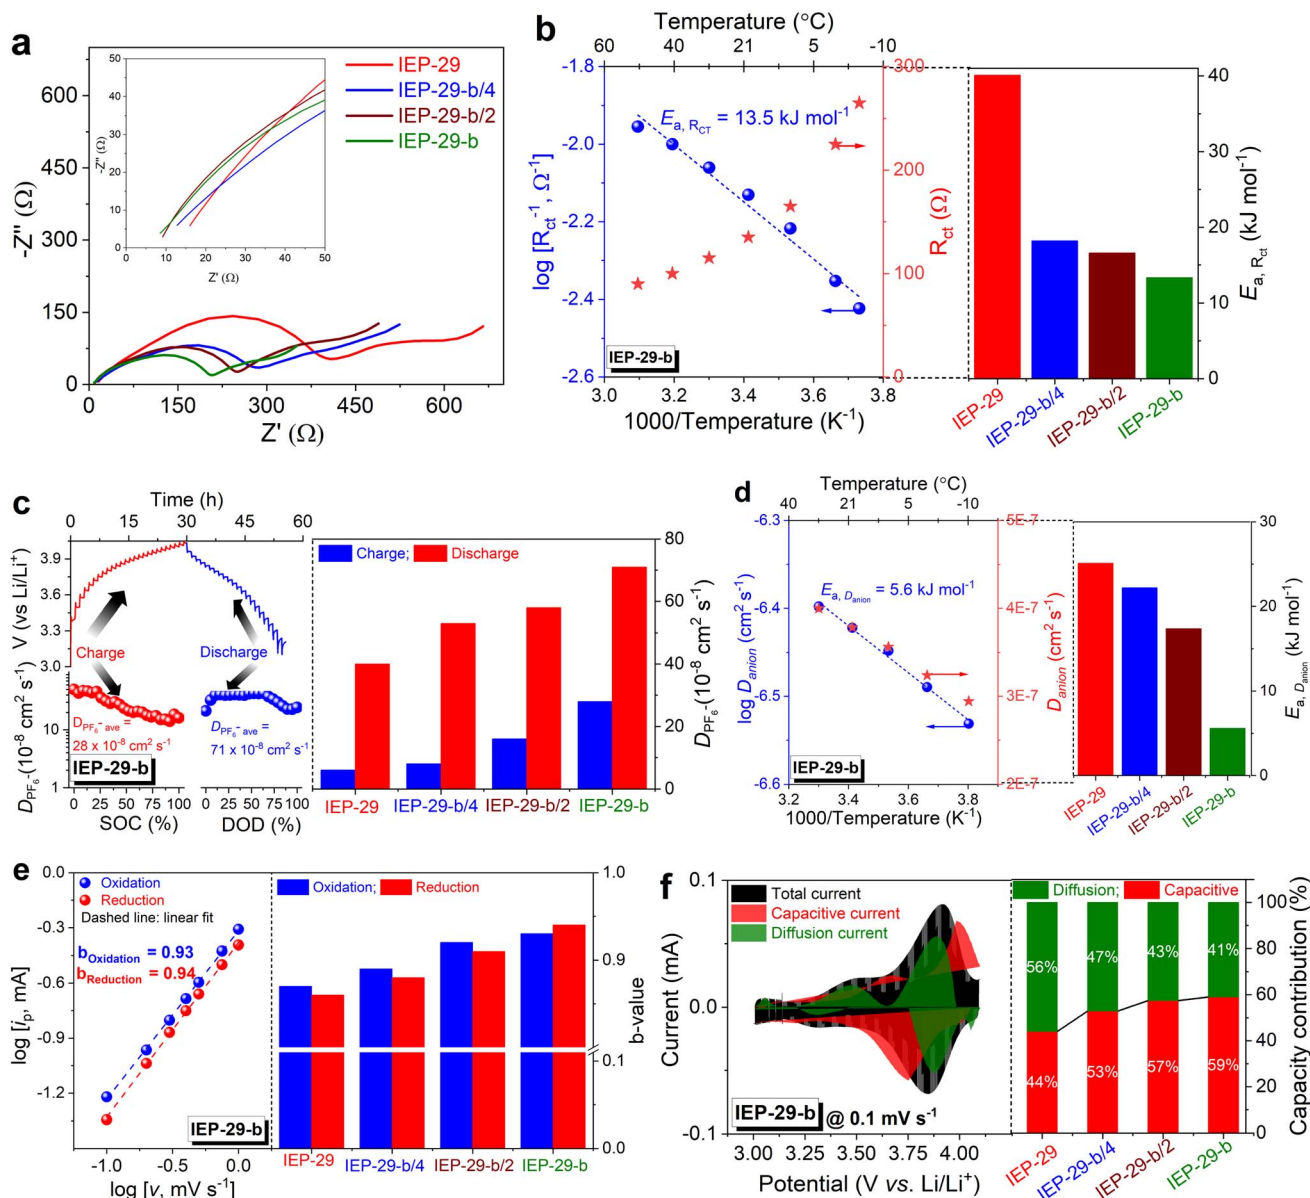 a
-Z'' (Ω)
600
450
300
150
0
0 150 300 450 600
Z' (Ω)
-Z'' (Ω)
50
40
30
20
10
0
0 10 20 30 40 50
Z' (Ω)
IEP-29
IEP-29-b/4
IEP-29-b/2
IEP-29-b
b
Temperature (°C)
60 40 21 5 -10
log [Rct⁻¹, Ω⁻¹]
-1.8
-2.0
-2.2
-2.4
-2.6
Ea, RCT = 13.5 kJ mol⁻¹
IEP-29-b
3.0 3.2 3.4 3.6 3.8
1000/Temperature (K⁻¹)
300
200
100
0
Rct (Ω)
40
30
20
10
0
Ea, Rct (kJ mol⁻¹)
IEP-29
IEP-29-b/4
IEP-29-b/2
IEP-29-b
c
Time (h)
0 15 30 45 60
V (vs Li/Li⁺)
3.9
3.6
3.3
3.0
Charge
Discharge
DPF₆- (10⁻⁸ cm² s⁻¹)
10
1
DPF₆- ave =
28 x 10⁻⁸ cm² s⁻¹
DPF₆- ave =
71 x 10⁻⁸ cm² s⁻¹
IEP-29-b
0 25 50 75 100
0 25 50 75 100
SOC (%)
DOD (%)
Charge; Discharge
80
60
40
20
0
DPF₆-(10⁻⁸ cm² s⁻¹)
IEP-29
IEP-29-b/4
IEP-29-b/2
IEP-29-b
d
Temperature (°C)
40 21 5 -10
log Danion (cm² s⁻¹)
-6.3
-6.4
-6.5
-6.6
Ea, Danion = 5.6 kJ mol⁻¹
IEP-29-b
3.2 3.4 3.6 3.8
1000/Temperature (K⁻¹)
5E-7
4E-7
3E-7
2E-7
Danion (cm² s⁻¹)
30
20
10
0
Ea, Danion (kJ mol⁻¹)
IEP-29
IEP-29-b/4
IEP-29-b/2
IEP-29-b
e
log [ip, mA]
0.0
-0.3
-0.6
-0.9
-1.2
Oxidation
Reduction
Dashed line: linear fit
bOxidation = 0.93
bReduction = 0.94
IEP-29-b
-1.0 -0.5 0.0
log [v, mV s⁻¹]
Oxidation; Reduction
1.0
0.9
0.1
0.0
b-value
IEP-29
IEP-29-b/4
IEP-29-b/2
IEP-29-b
f
Current (mA)
0.1
0.0
-0.1
Total current
Capacitive current
Diffusion current
IEP-29-b @ 0.1 mV s⁻¹
3.00 3.25 3.50 3.75 4.00
Potential (V vs. Li/Li⁺)
Diffusion; Capacitive
56% 47% 43% 41%
44% 53% 57% 59%
100
80
60
40
20
0
Capacity contribution (%)
IEP-29
IEP-29-b/4
IEP-29-b/2
IEP-29-b